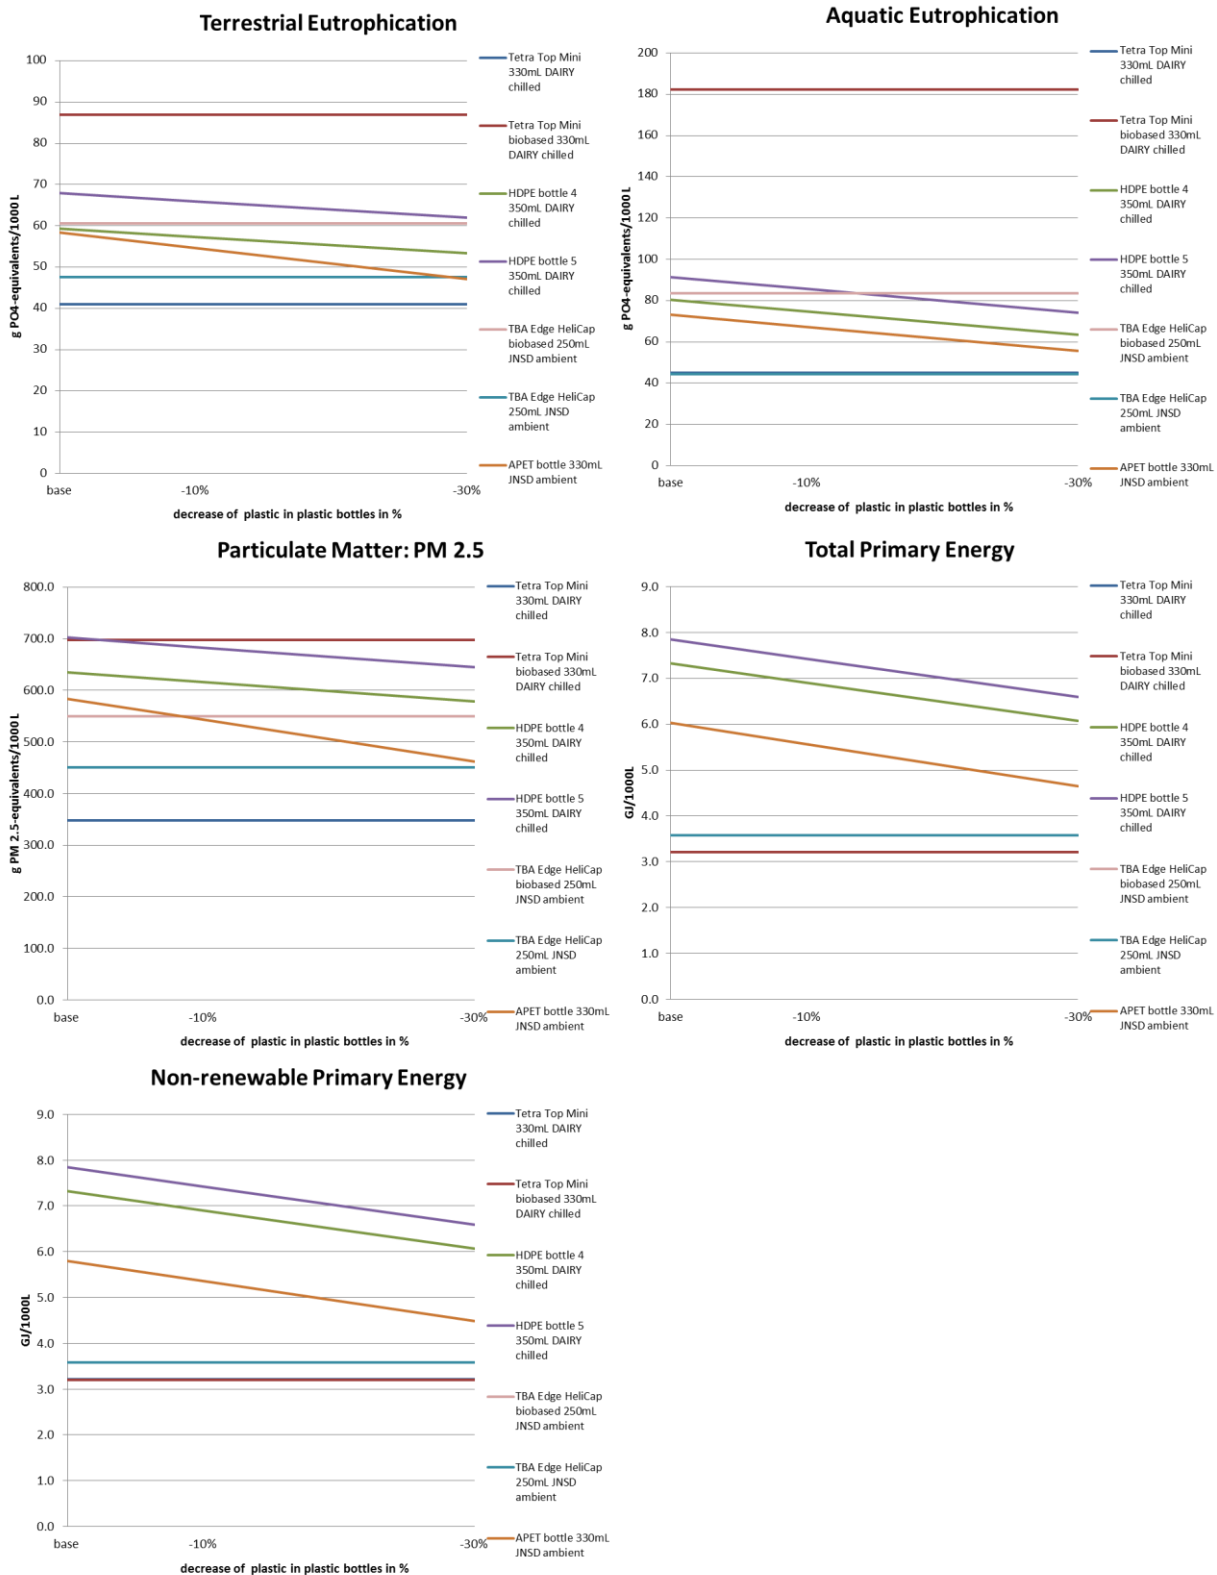 Terrestrial Eutrophication
g PO4-equivalents/1000 L
100
90
80
70
60
50
40
30
20
10
0
base
-10%
-30%
decrease of plastic in plastic bottles in %
Tetra Top Mini
330mL DAIRY
chilled
Tetra Top Mini
biobased 330mL
DAIRY chilled
HDPE bottle 4
350mL DAIRY
chilled
HDPE bottle 5
350mL DAIRY
chilled
TBA Edge HeliCap
biobased 250mL
JNSD ambient
TBA Edge HeliCap
250mL JNSD
ambient
APET bottle 330mL
JNSD ambient
Aquatic Eutrophication
g PO4-equivalents/1000 L
200
180
160
140
120
100
80
60
40
20
0
base
-10%
-30%
decrease of plastic in plastic bottles in %
Tetra Top Mini
330mL DAIRY
chilled
Tetra Top Mini
biobased 330mL
DAIRY chilled
HDPE bottle 4
350mL DAIRY
chilled
HDPE bottle 5
350mL DAIRY
chilled
TBA Edge HeliCap
biobased 250mL
JNSD ambient
TBA Edge HeliCap
250mL JNSD
ambient
APET bottle 330mL
JNSD ambient
Particulate Matter: PM 2.5
g PM 2.5-equivalents/1000L
800.0
700.0
600.0
500.0
400.0
300.0
200.0
100.0
0.0
base
-10%
-30%
decrease of plastic in plastic bottles in %
Tetra Top Mini
330mL DAIRY
chilled
Tetra Top Mini
biobased 330mL
DAIRY chilled
HDPE bottle 4
350mL DAIRY
chilled
HDPE bottle 5
350mL DAIRY
chilled
TBA Edge HeliCap
biobased 250mL
JNSD ambient
TBA Edge HeliCap
250mL JNSD
ambient
APET bottle 330mL
JNSD ambient
Total Primary Energy
GJ/1000L
9.0
8.0
7.0
6.0
5.0
4.0
3.0
2.0
1.0
0.0
base
-10%
-30%
decrease of plastic in plastic bottles in %
Tetra Top Mini
330mL DAIRY
chilled
Tetra Top Mini
biobased 330mL
DAIRY chilled
HDPE bottle 4
350mL DAIRY
chilled
HDPE bottle 5
350mL DAIRY
chilled
TBA Edge HeliCap
biobased 250mL
JNSD ambient
TBA Edge HeliCap
250mL JNSD
ambient
APET bottle 330mL
JNSD ambient
Non-renewable Primary Energy
GJ/1000L
9.0
8.0
7.0
6.0
5.0
4.0
3.0
2.0
1.0
0.0
base
-10%
-30%
decrease of plastic in plastic bottles in %
Tetra Top Mini
330mL DAIRY
chilled
Tetra Top Mini
biobased 330mL
DAIRY chilled
HDPE bottle 4
350mL DAIRY
chilled
HDPE bottle 5
350mL DAIRY
chilled
TBA Edge HeliCap
biobased 250mL
JNSD ambient
TBA Edge HeliCap
250mL JNSD
ambient
APET bottle 330mL
JNSD ambient